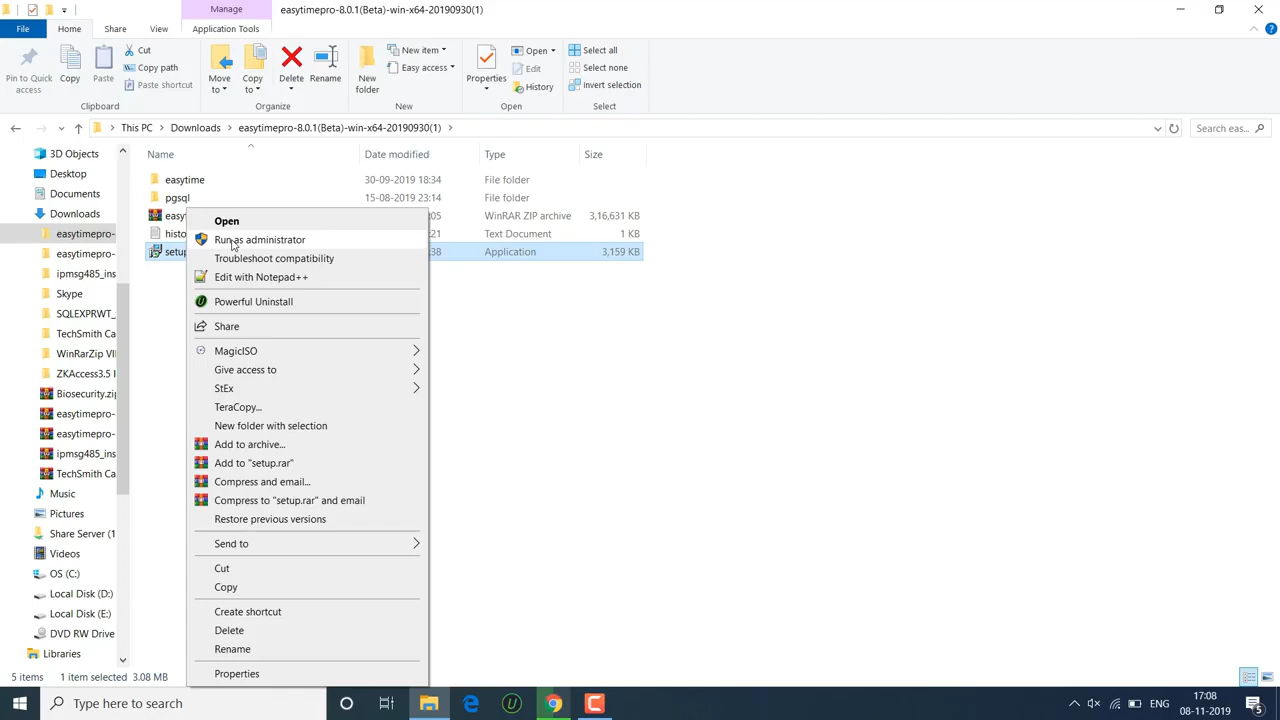 Manage
easytimepro-8.0.1(Beta)-win-x64-20190930(1)
File
Home
Share
View
Application Tools
Pin to Quick access
Copy
Paste
Cut
Copy path
Paste shortcut
Clipboard
Move to
Copy to
Delete
Rename
Organize
New folder
New item
Easy access
New
Properties
Open
Edit
History
Open
Select all
Select none
Invert selection
Select
This PC
Downloads
easytimepro-8.0.1(Beta)-win-x64-20190930(1)
Search eas...
Name
Date modified
Type
Size
easytime 30-09-2019 18:34 File folder
pgsql 15-08-2019 23:14 File folder
easy :05 WinRAR ZIP archive 3,16,631 KB
histo :21 Text Document 1 KB
setup :38 Application 3,159 KB
3D Objects
Desktop
Documents
Downloads
easytimepro-
easytimepro-
ipmsg485_ins
Skype
SQLEXPRWT_
TechSmith Ca
WinRarZip VI
ZKAccess3.5 I
Biosecurity.zi
easytimepro-
easytimepro-
ipmsg485_ins
TechSmith Ca
Music
Pictures
Share Server (1
Videos
OS (C:)
Local Disk (D:)
Local Disk (E:)
DVD RW Drive
Libraries
Open
Run as administrator
Troubleshoot compatibility
Edit with Notepad++
Powerful Uninstall
Share
MagicISO
Give access to
StEx
TeraCopy...
New folder with selection
Add to archive...
Add to "setup.rar"
Compress and email...
Compress to "setup.rar" and email
Restore previous versions
Send to
Cut
Copy
Create shortcut
Delete
Rename
Properties
5 items
1 item selected 3.08 MB
Type here to search
ENG
17:08
08-11-2019
5